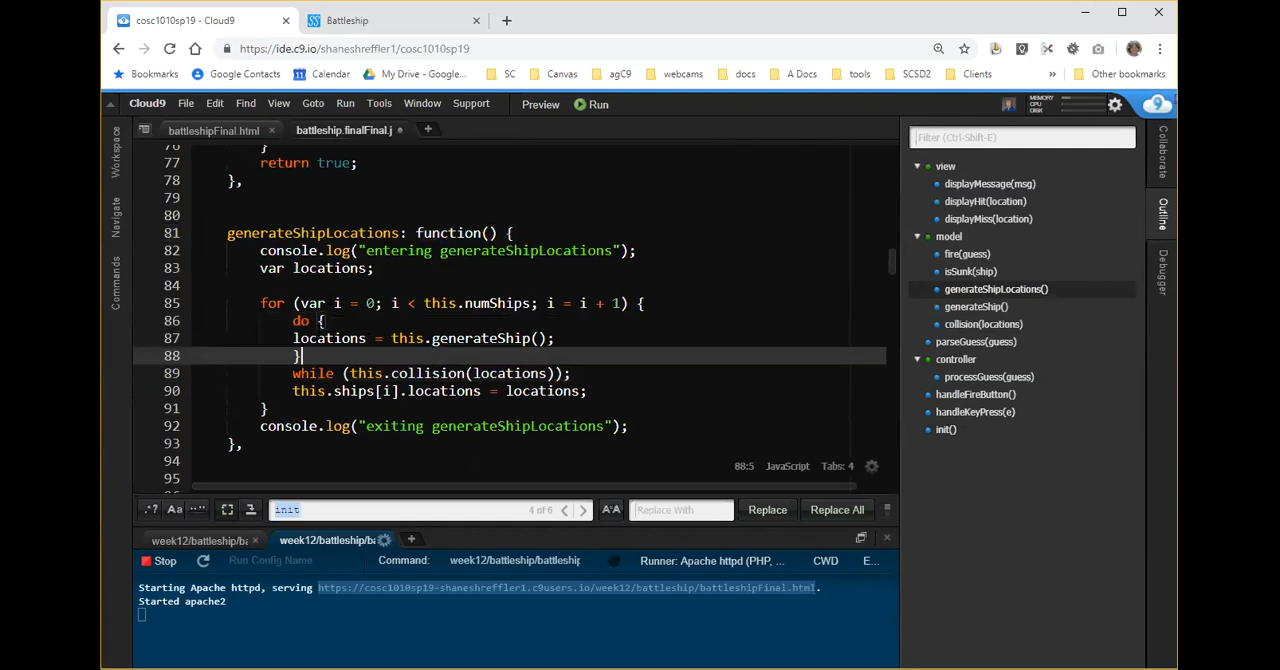 cosc1010sp19 - Cloud9
Battleship
https://ide.c9.io/shaneshreffler1/cosc1010sp19
Bookmarks Google Contacts Calendar My Drive - Google... SC Canvas agC9 webcams docs A Docs tools SCSD2 Clients » Other bookmarks
Cloud9 File Edit Find View Goto Run Tools Window Support Preview Run MEMORY CPU DISK
battleshipFinal.html
battleship.finalFinal.j
Workspace
Navigate
Commands
76 }
77 return true;
78 },
79
80
81 generateShipLocations: function() {
82 console.log("entering generateShipLocations");
83 var locations;
84
85 for (var i = 0; i < this.numShips; i = i + 1) {
86 do {
87 locations = this.generateShip();
88 }
89 while (this.collision(locations));
90 this.ships[i].locations = locations;
91 }
92 console.log("exiting generateShipLocations");
93 },
94
95
96
88:5 JavaScript Tabs: 4
Filter (Ctrl-Shift-E)
view
displayMessage(msg)
displayHit(location)
displayMiss(location)
model
fire(guess)
isSunk(ship)
generateShipLocations()
generateShip()
collision(locations)
parseGuess(guess)
controller
processGuess(guess)
handleFireButton()
handleKeyPress(e)
init()
Collaborate
Outline
Debugger
.* ? Aa init 4 of 6 Replace With Replace Replace All
week12/battleship/ba
week12/battleship/ba
Stop Run Config Name Command: week12/battleship/battleship Runner: Apache httpd (PHP, ... CWD E...
Starting Apache httpd, serving https://cosc1010sp19-shaneshreffler1.c9users.io/week12/battleship/battleshipFinal.html.
Started apache2